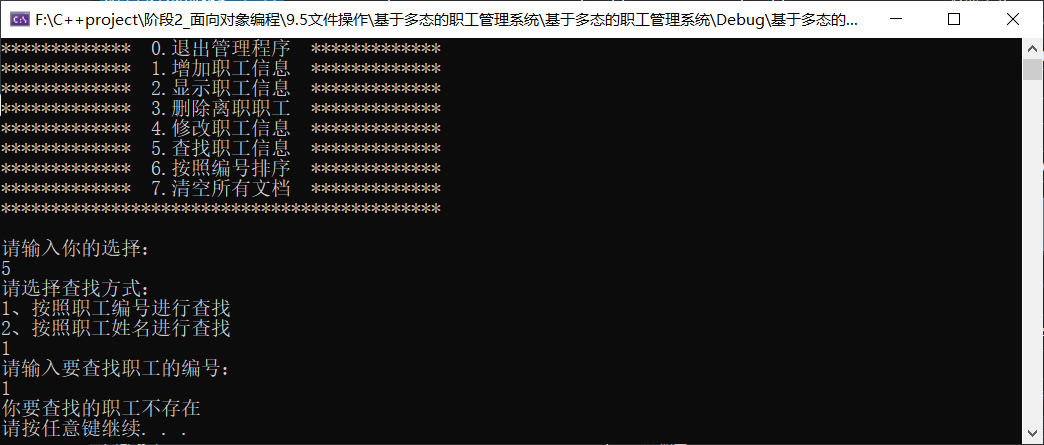 F:\C++project\阶段2_面向对象编程\9.5文件操作\基于多态的职工管理系统\基于多态的职工管理系统\Debug\基于多态的...
************* 0.退出管理程序 *************
************* 1.增加职工信息 *************
************* 2.显示职工信息 *************
************* 3.删除离职职工 *************
************* 4.修改职工信息 *************
************* 5.查找职工信息 *************
************* 6.按照编号排序 *************
************* 7.清空所有文档 *************
********************************************
请输入你的选择:
5
请选择查找方式:
1、按照职工编号进行查找
2、按照职工姓名进行查找
1
请输入要查找职工的编号:
1
你要查找的职工不存在
请按任意键继续. . .